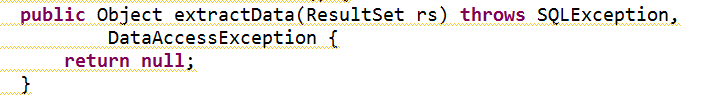 public Object extractData(ResultSet rs) throws SQLException,
DataAccessException {
return null;
}